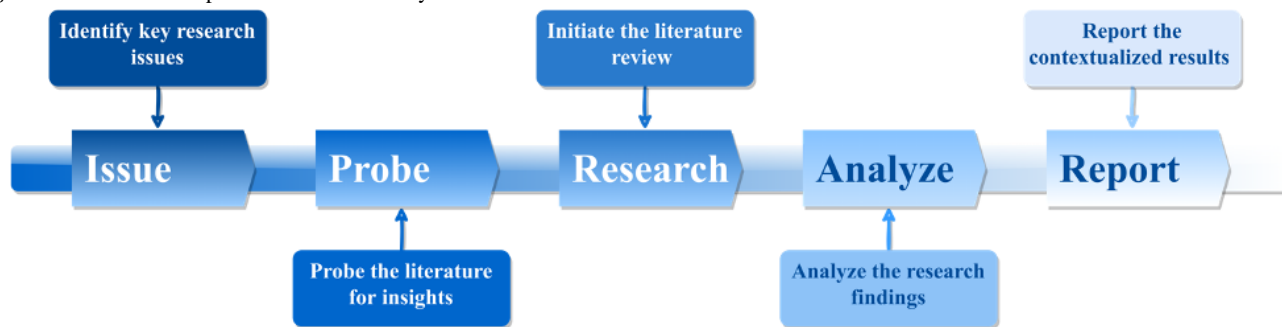 Identify key research
issues
Initiate the literature
review
Report the
contextualized results
Issue
Probe
Research
Analyze
Report
Probe the literature
for insights
Analyze the research
findings